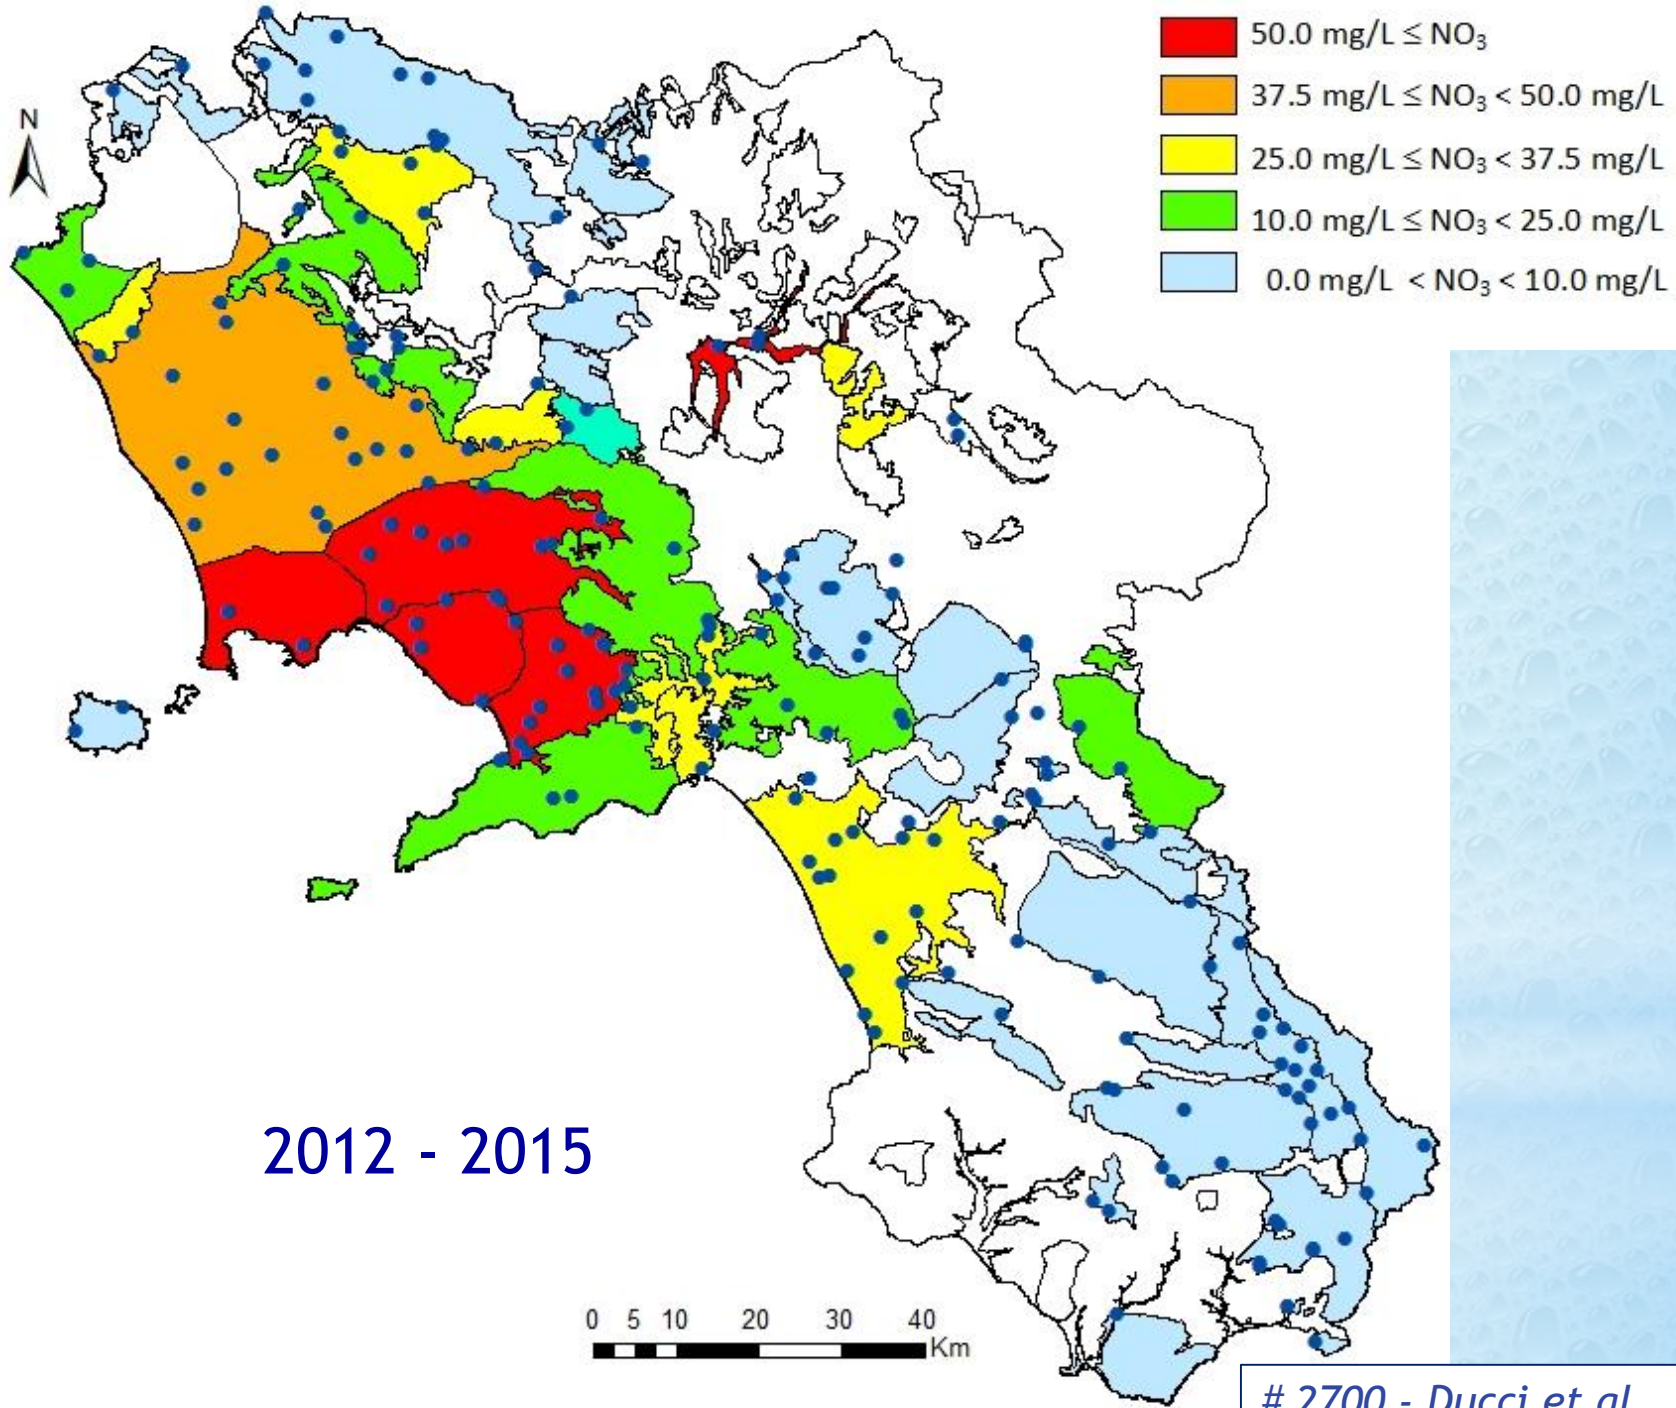 50.0 mg/L ≤ NO₃
37.5 mg/L ≤ NO₃ < 50.0 mg/L
25.0 mg/L ≤ NO₃ < 37.5 mg/L
10.0 mg/L ≤ NO₃ < 25.0 mg/L
0.0 mg/L < NO₃ < 10.0 mg/L
N
2012 - 2015
0 5 10 20 30 40
Km
# 2700 - Ducci et al